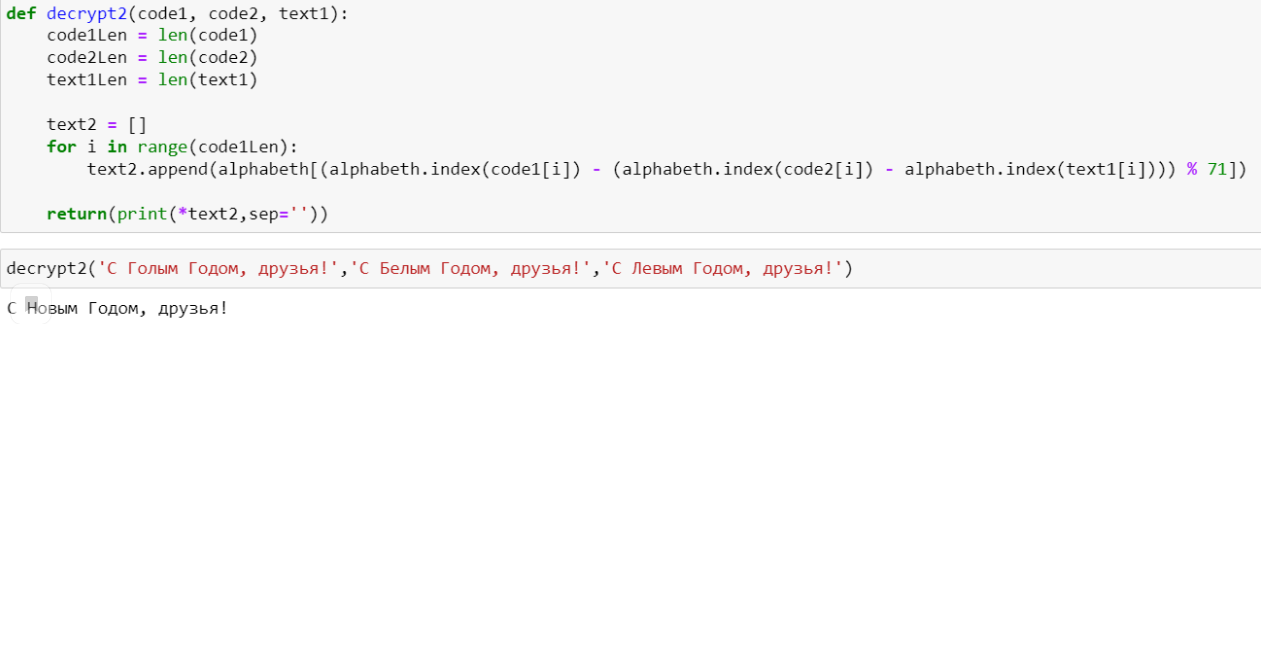 def decrypt2(code1, code2, text1):
    code1Len = len(code1)
    code2Len = len(code2)
    text1Len = len(text1)

    text2 = []
    for i in range(code1Len):
        text2.append(alphabeth[(alphabeth.index(code1[i]) - (alphabeth.index(code2[i]) - alphabeth.index(text1[i]))) % 71])

    return(print(*text2,sep=''))
decrypt2('С Голым Годом, друзья!','С Белым Годом, друзья!','С Левым Годом, друзья!')
С Новым Годом, друзья!